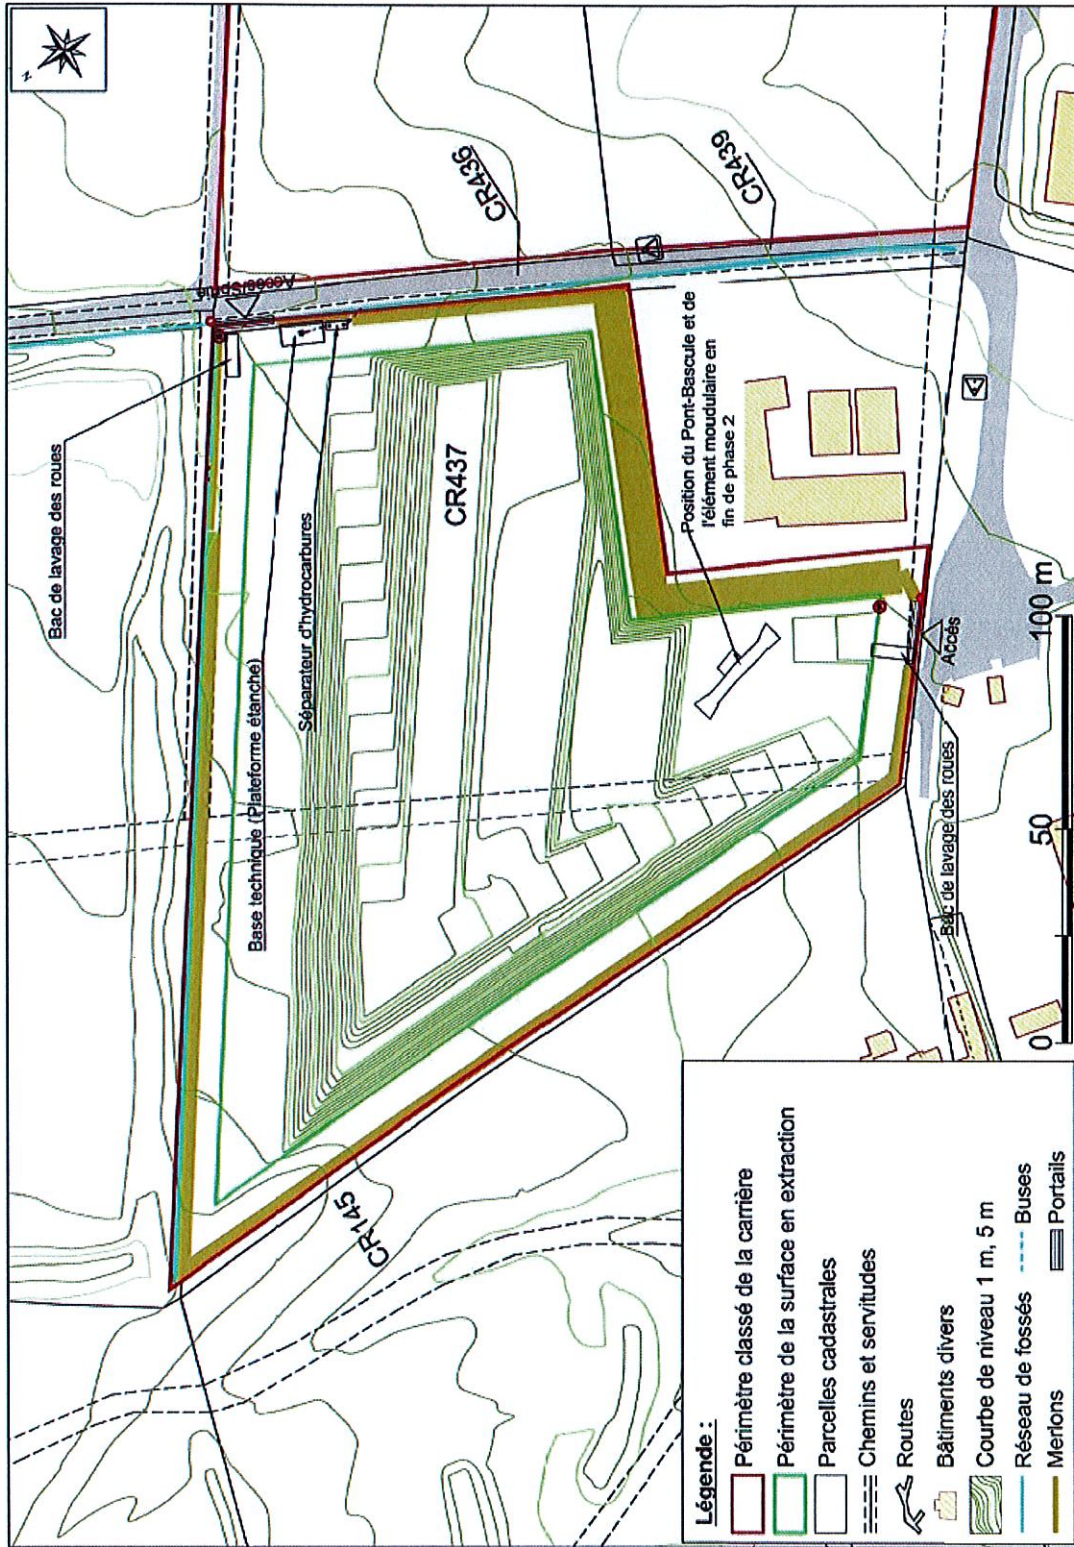 N
Bac de lavage des roues
Accès/Sortie
CR436
CR439
Base technique (Plateforme étanche)
Séparateur d'hydrocarbures
CR437
Position du Pont-Bascule et de
l'élément moudulaire en
fin de phase 2
CR145
Accès
Bac de lavage des roues
0
50
100 m
Légende :
Périmètre classé de la carrière
Périmètre de la surface en extraction
Parcelles cadastrales
Chemins et servitudes
Routes
Bâtiments divers
Courbe de niveau 1 m, 5 m
Réseau de fossés
Buses
Merlons
Portails